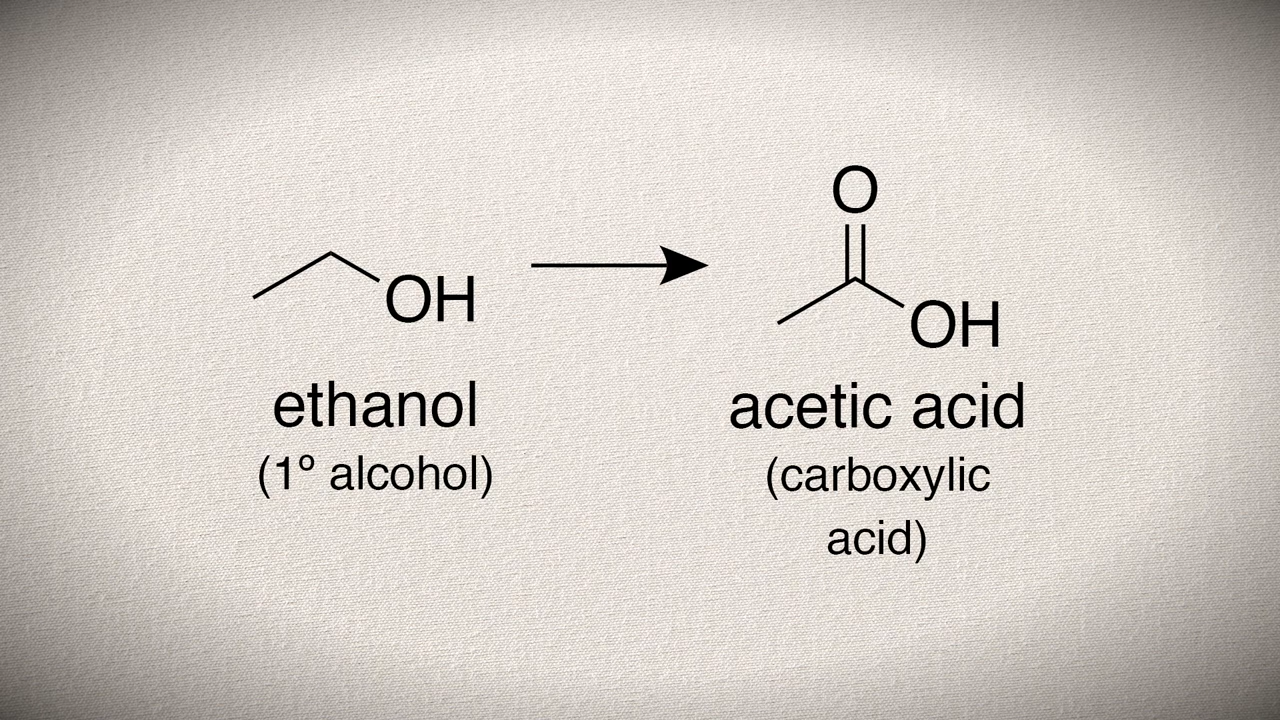 O
OH
OH
ethanol
acetic acid
(1º alcohol)
(carboxylic
acid)